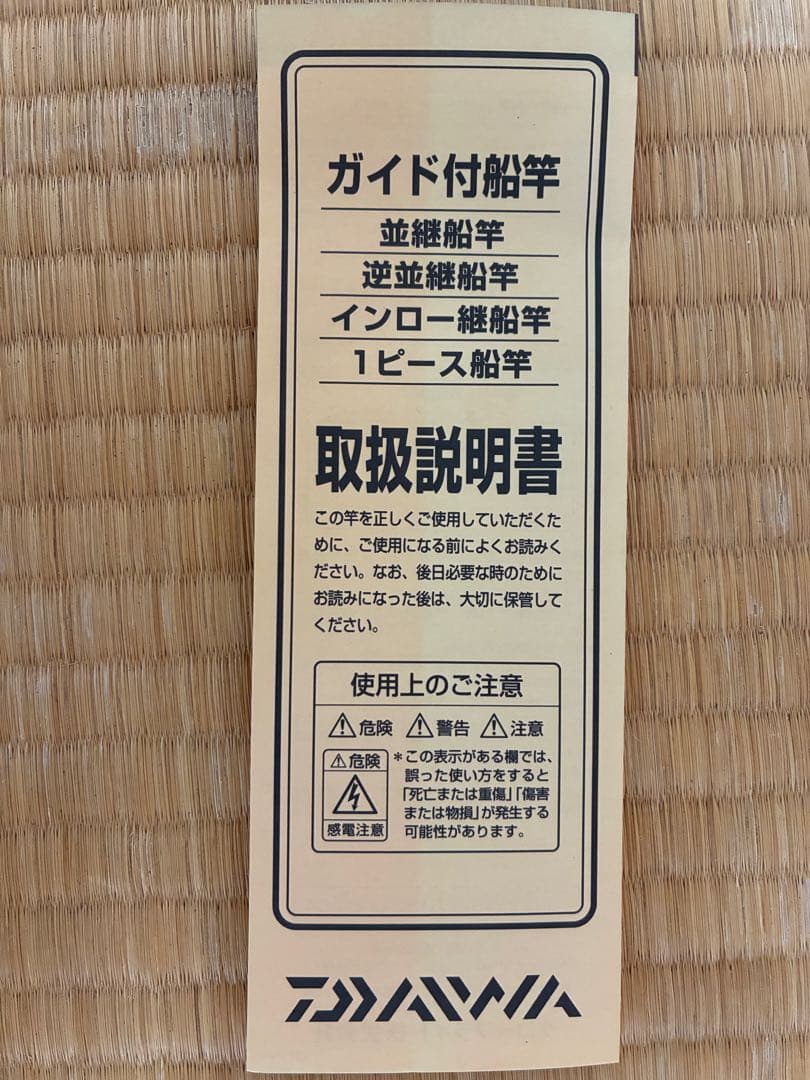 ガイド付船竿
並継船竿
逆並継船竿
インロー継船竿
1ピース船竿
取扱説明書
この竿を正しくご使用していただくた
めに、ご使用になる前によくお読みく
ださい。なお、後日必要な時のために
お読みになった後は、大切に保管して
ください。
使用上のご注意
危険 警告 注意
危険
感電注意
*この表示がある欄では、
誤った使い方をすると
「死亡または重傷」「傷害
または物損」が発生する
可能性があります。
DAIWA